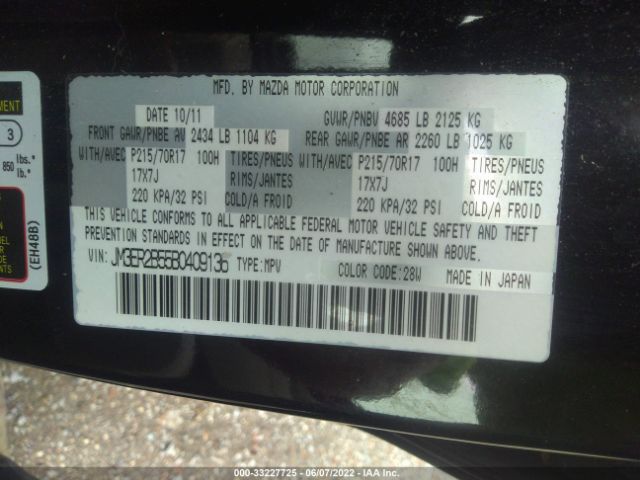 MFD. BY MAZDA MOTOR CORPORATION
DATE 10/11 GVWR/PNBV 4685 LB 2125 KG
FRONT GAWR/PNBE AV 2434 LB 1104 KG REAR GAWR/PNBE AR 2260 LB 1025 KG
WITH/AVEC P215/70R17 100H TIRES/PNEUS WITH/AVEC P215/70R17 100H TIRES/PNEUS
17X7J RIMS/JANTES 17X7J RIMS/JANTES
220 KPA/32 PSI COLD/A FROID 220 KPA/32 PSI COLD/A FROID
THIS VEHICLE CONFORMS TO ALL APPLICABLE FEDERAL MOTOR VEHICLE SAFETY AND THEFT
PREVENTION STANDARDS IN EFFECT ON THE DATE OF MANUFACTURE SHOWN ABOVE.
VIN: JM3ER2B55B0409136 TYPE:MPV COLOR CODE:28W MADE IN JAPAN
3
850 lbs."
(EH48B)
000-33227725 - 06/07/2022 - IAA Inc.